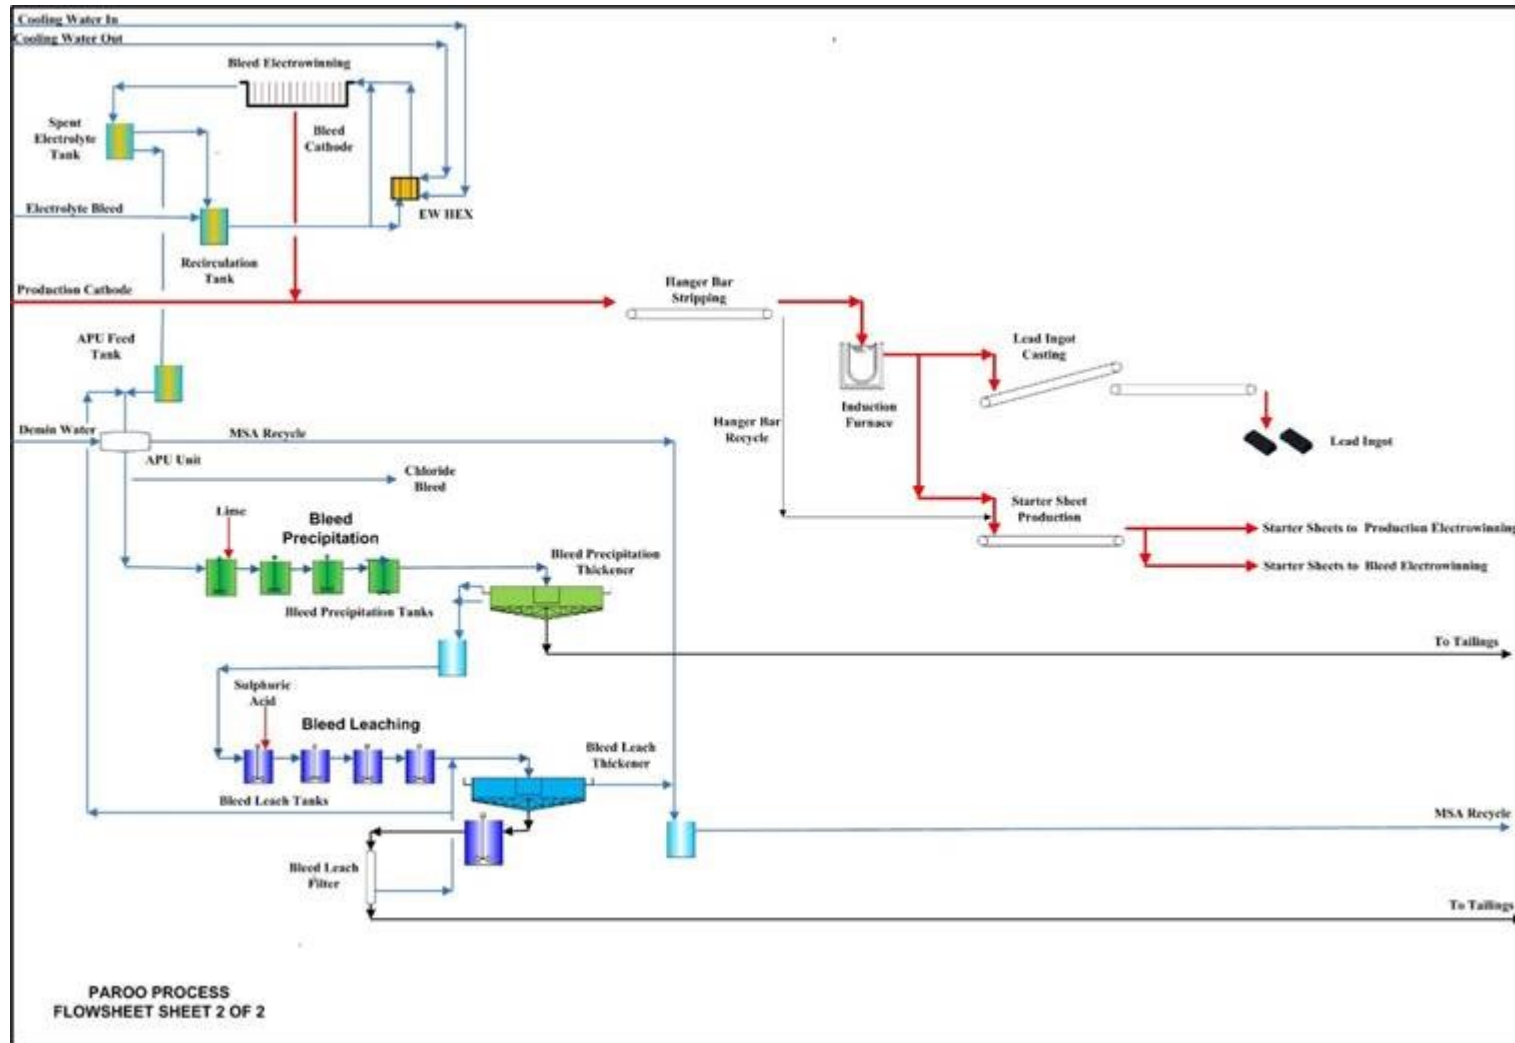 Cooling Water In
Cooling Water Out
Bleed Electrowinning
Spent
Electrolyte
Tank
Bleed
Cathode
Electrolyte Bleed
EW HEX
Recirculation
Tank
Production Cathode
Hanger Bar
Stripping
APU Feed
Tank
Lead Ingot
Casting
Induction
Furnace
Hanger Bar
Recycle
Lead Ingot
Demin Water
MSA Recycle
APU Unit
Chloride
Bleed
Lime
Bleed
Precipitation
Starter Sheet
Production
Starter Sheets to Production Electrowinning
Starter Sheets to Bleed Electrowinning
Bleed Precipitation
Thickener
Bleed Precipitation Tanks
To Tailings
Sulphuric
Acid
Bleed Leaching
Bleed Leach
Thickener
Bleed Leach Tanks
MSA Recycle
Bleed Leach
Filter
To Tailings
PAROO PROCESS
FLOWSHEET SHEET 2 OF 2